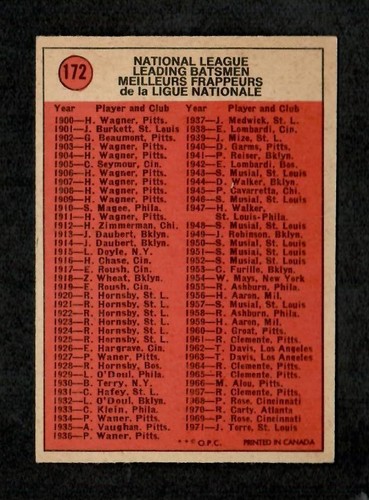 172
NATIONAL LEAGUE
LEADING BATSMEN
MEILLEURS FRAPPEURS
de la LIGUE NATIONALE
Year Player and Club
1900—H. Wagner, Pitts.
1901—J. Burkett, St. Louis
1902—G. Beaumont, Pitts.
1903—H. Wagner, Pitts.
1904—H. Wagner, Pitts.
1905—C. Seymour, Cin.
1906—H. Wagner, Pitts.
1907—H. Wagner, Pitts.
1908—H. Wagner, Pitts.
1909—H. Wagner, Pitts.
1910—S. Magee, Phila.
1911—H. Wagner, Pitts.
1912—H. Zimmerman, Chi.
1913—J. Daubert, Bklyn.
1914—J. Daubert, Bklyn.
1915—L. Doyle, N.Y.
1916—H. Chase, Cin.
1917—E. Roush, Cin.
1918—Z. Wheat, Bklyn.
1919—E. Roush, Cin.
1920—R. Hornsby, St. L.
1921—R. Hornsby, St. L.
1922—R. Hornsby, St. L.
1923—R. Hornsby, St. L.
1924—R. Hornsby, St. L.
1925—R. Hornsby, St. L.
1926—E. Hargrave, Cin.
1927—P. Waner, Pitts.
1928—R. Hornsby, Bos.
1929—L. O'Doul, Phila.
1930—B. Terry, N.Y.
1931—C. Hafey, St. L.
1932—L. O'Doul, Bklyn.
1933—C. Klein, Phila.
1934—P. Waner, Pitts.
1935—A. Vaughan, Pitts.
1936—P. Waner, Pitts.
Year Player and Club
1937—J. Medwick, St. L.
1938—E. Lombardi, Cin.
1939—J. Mize, St. L.
1940—D. Garms, Pitts.
1941—P. Reiser, Bklyn.
1942—E. Lombardi, Bos.
1943—S. Musial, St. Louis
1944—D. Walker, Bklyn.
1945—P. Cavarretta, Chi.
1946—S. Musial, St. Louis
1947—H. Walker,
St. Louis-Phila.
1948—S. Musial, St. Louis
1949—J. Robinson, Bklyn.
1950—S. Musial, St. Louis
1951—S. Musial, St. Louis
1952—S. Musial, St. Louis
1953—C. Furillo, Bklyn.
1954—W. Mays, New York
1955—R. Ashburn, Phila.
1956—H. Aaron, Mil.
1957—S. Musial, St. Louis
1958—R. Ashburn, Phila.
1959—H. Aaron, Mil.
1960—D. Groat, Pitts.
1961—R. Clemente, Pitts.
1962—T. Davis, Los Angeles
1963—T. Davis, Los Angeles
1964—R. Clemente, Pitts.
1965—R. Clemente, Pitts.
1966—M. Alou, Pitts.
1967—R. Clemente, Pitts.
1968—P. Rose, Cincinnati
1969—P. Rose, Cincinnati
1970—R. Carty, Atlanta
1971—J. Torre, St. Louis
**© O.P.C. PRINTED IN CANADA